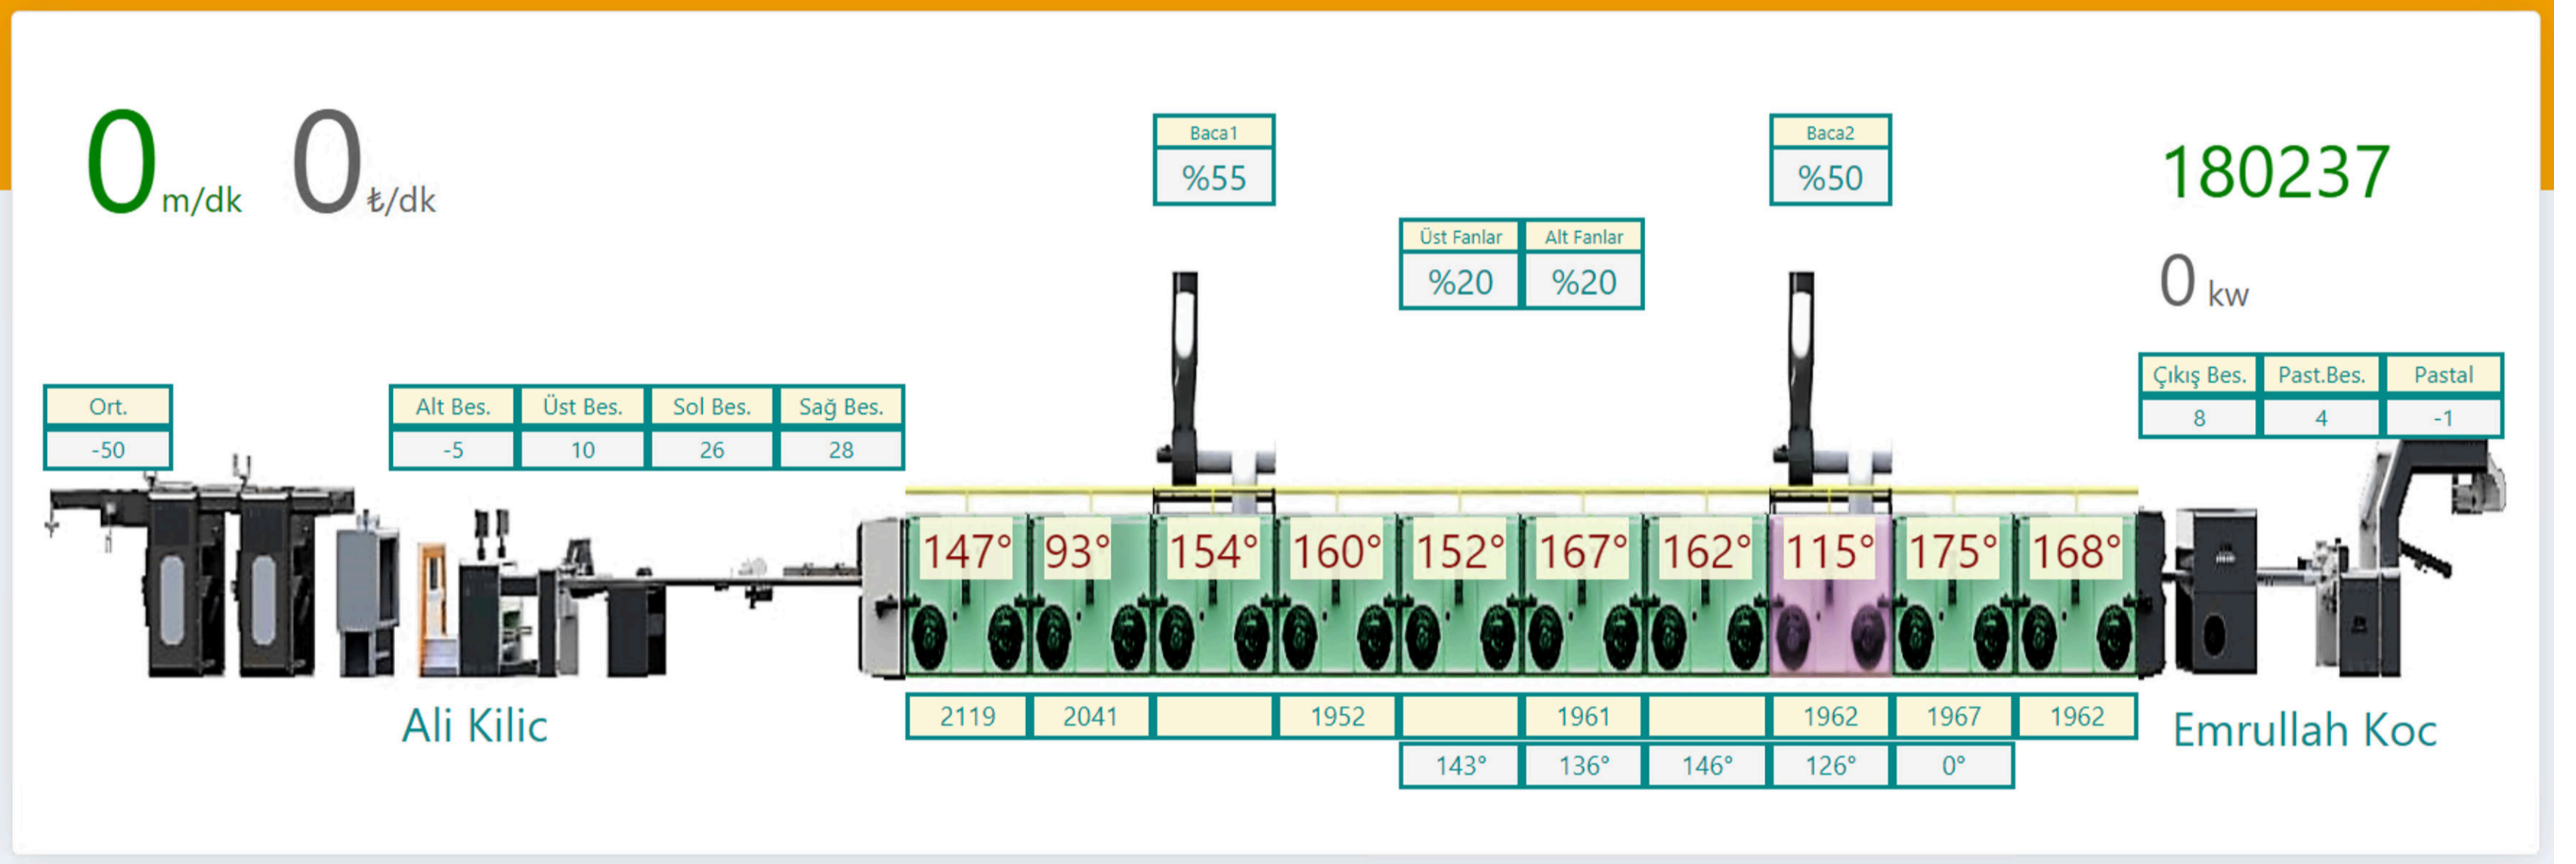 0 m/dk 0 ₺/dk
Baca1
%55
Baca2
%50
180237
0 kw
Üst Fanlar Alt Fanlar
%20 %20
Ort.
-50
Alt Bes. Üst Bes. Sol Bes. Sağ Bes.
-5 10 26 28
Çıkış Bes. Past.Bes. Pastal
8 4 -1
147° 93° 154° 160° 152° 167° 162° 115° 175° 168°
2119 2041 1952 1961 1962 1967 1962
143° 136° 146° 126° 0°
Ali Kilic
Emrullah Koc